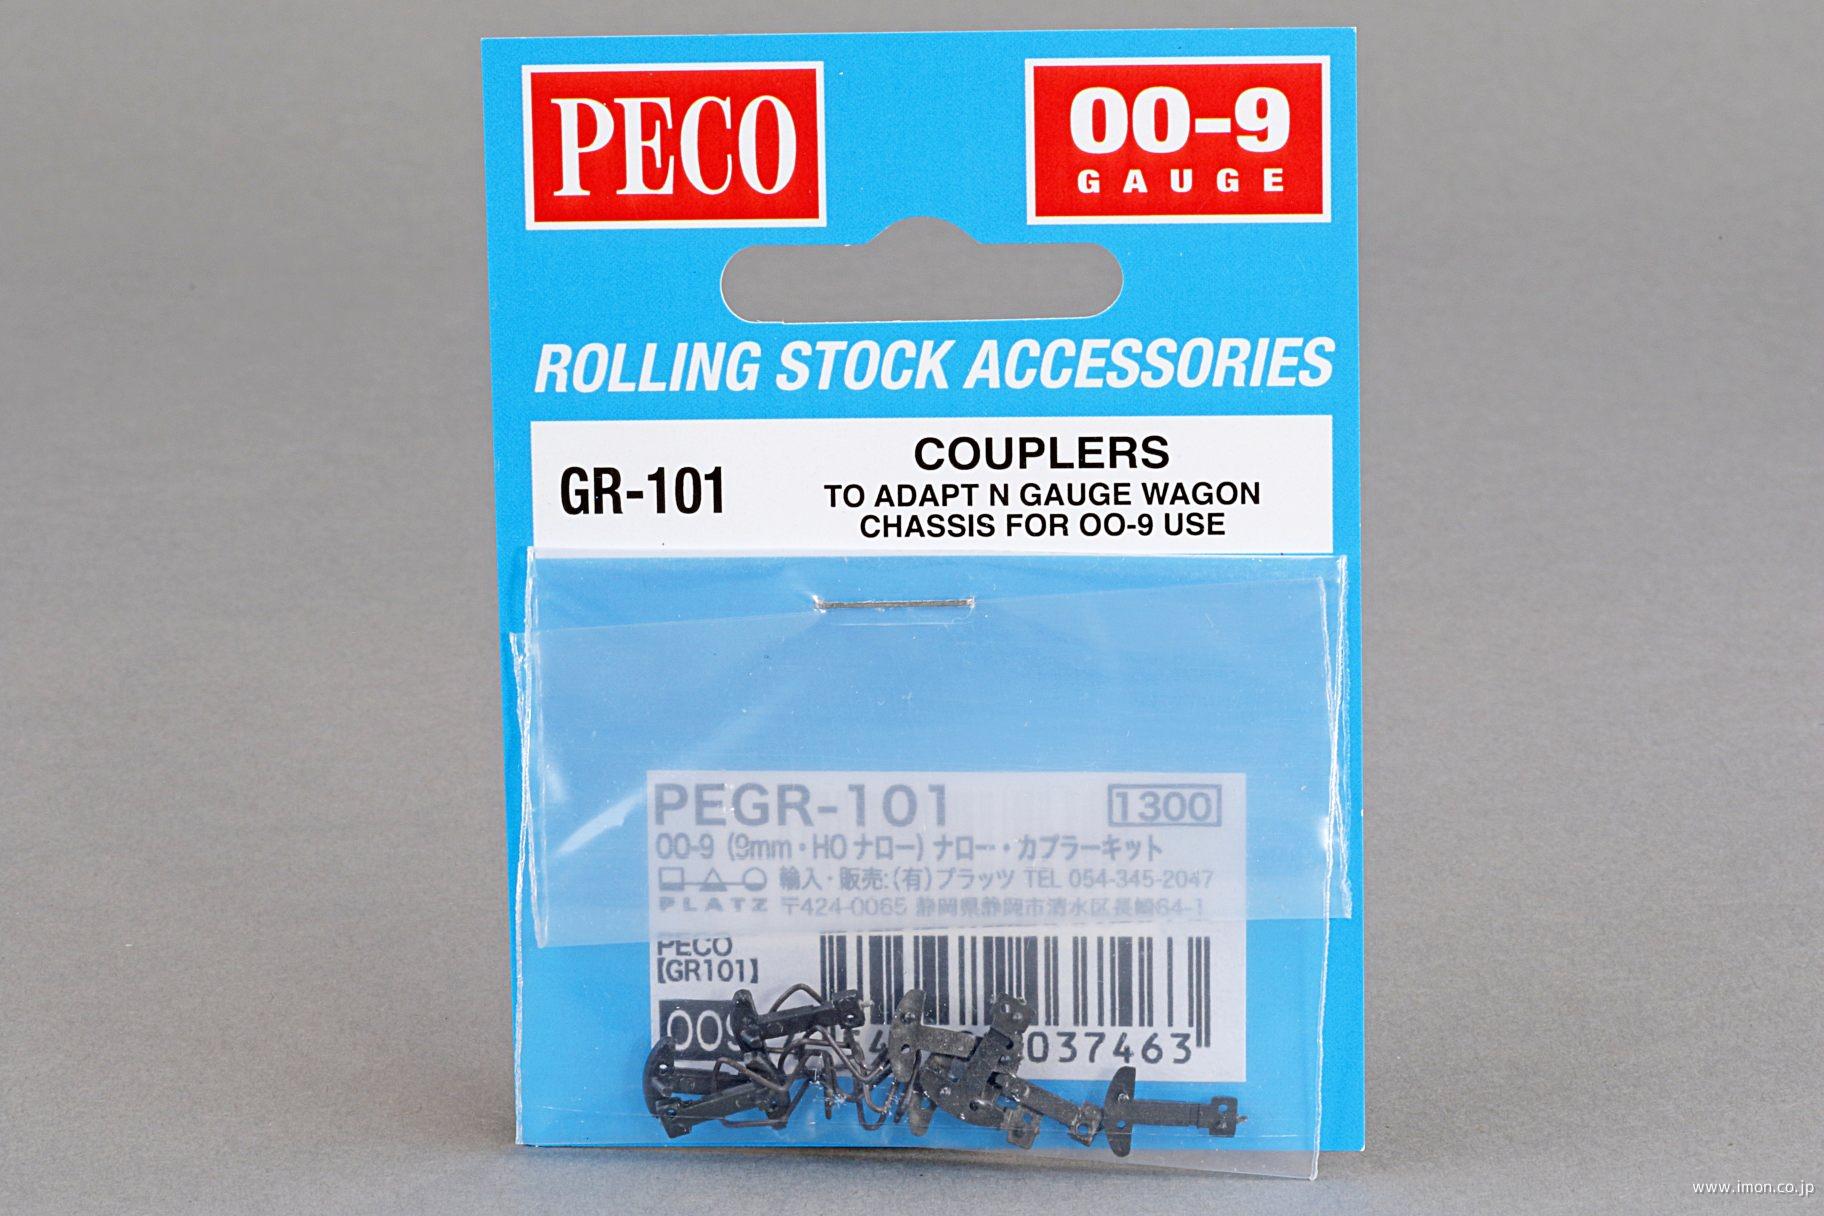 PECO
OO-9
GAUGE
ROLLING STOCK ACCESSORIES
GR-101
COUPLERS
TO ADAPT N GAUGE WAGON
CHASSIS FOR OO-9 USE
PEGR-101
1300
OO-9 (9mm・HOナロー) ナロー・カプラーキット
輸入・販売:(有)プラッツ TEL 054-345-2047
PLATZ 〒424-0065 静岡県静岡市清水区長崎64-1
PECO
【GR101】
009
037463
www.imon.co.jp